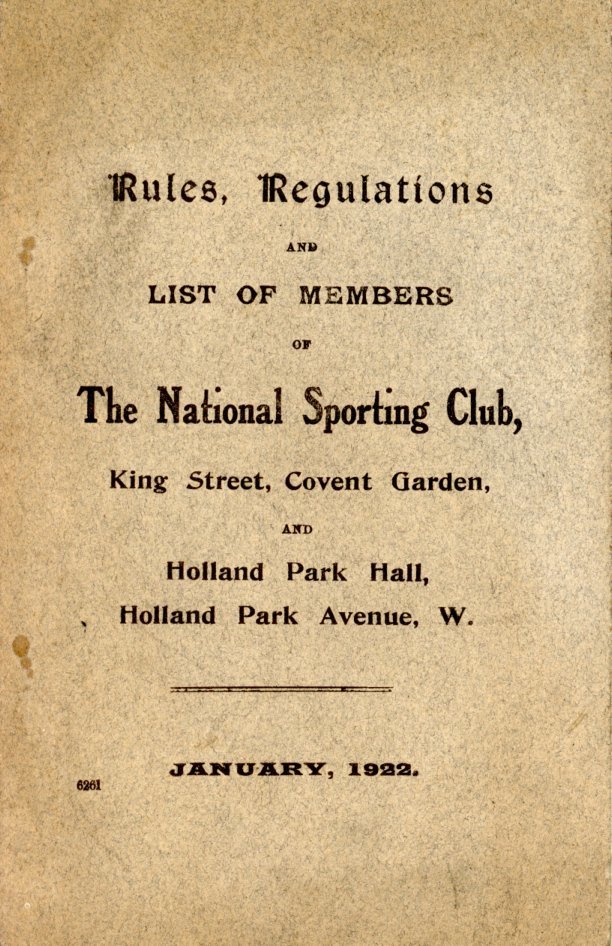 Rules, Regulations
AND
LIST OF MEMBERS
OF
The National Sporting Club,
King Street, Covent Garden,
AND
Holland Park Hall,
Holland Park Avenue, W.
JANUARY, 1922.
6261